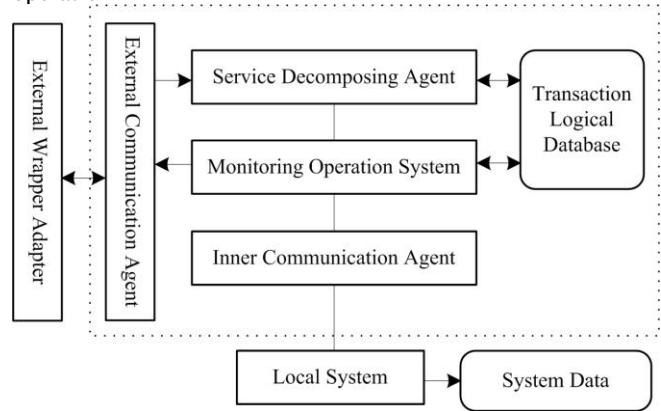 External Wrapper Adapter
External Communication Agent
Service Decomposing Agent
Monitoring Operation System
Inner Communication Agent
Transaction
Logical
Database
Local System
System Data